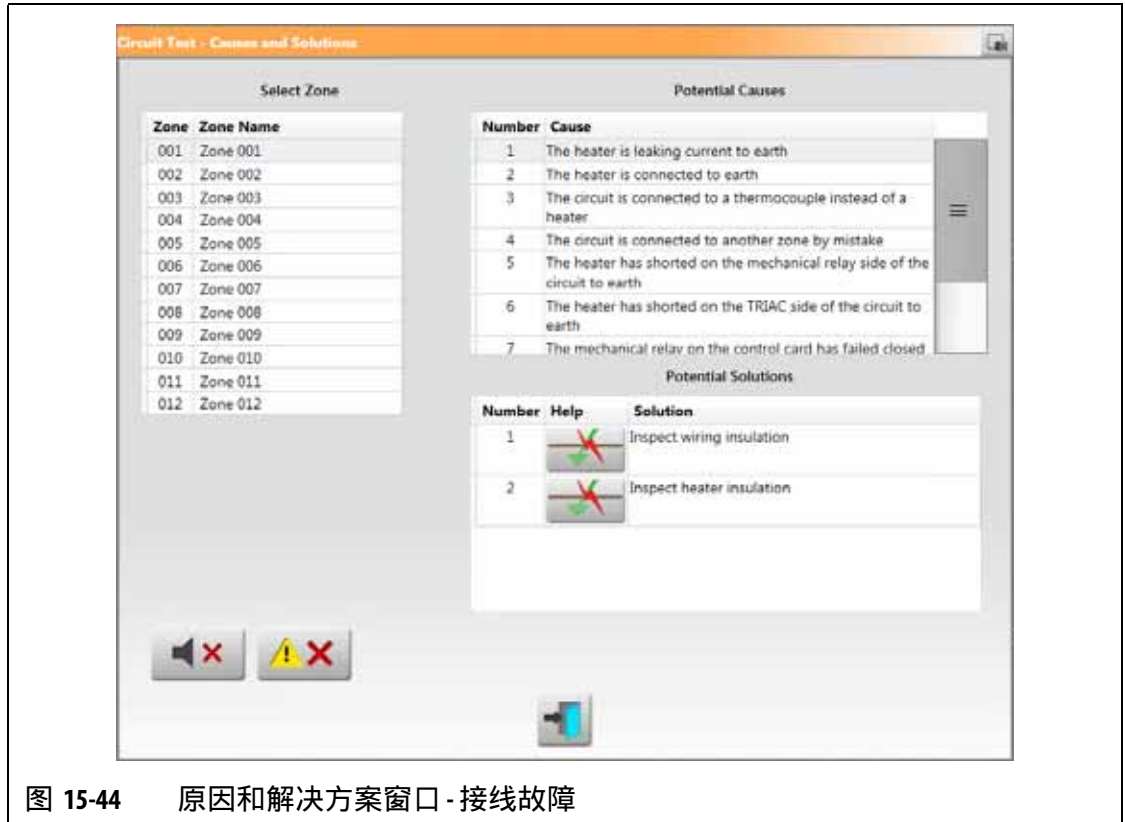 Circuit Test - Causes and Solutions
Select Zone
Zone Zone Name
001 Zone 001
002 Zone 002
003 Zone 003
004 Zone 004
005 Zone 005
006 Zone 006
007 Zone 007
008 Zone 008
009 Zone 009
010 Zone 010
011 Zone 011
012 Zone 012
Potential Causes
Number Cause
1 The heater is leaking current to earth
2 The heater is connected to earth
3 The circuit is connected to a thermocouple instead of a
heater
4 The circuit is connected to another zone by mistake
5 The heater has shorted on the mechanical relay side of the
circuit to earth
6 The heater has shorted on the TRIAC side of the circuit to
earth
7 The mechanical relay on the control card has failed closed
Potential Solutions
Number Help Solution
1 Inspect wiring insulation
2 Inspect heater insulation
图 15-44 原因和解决方案窗口 - 接线故障